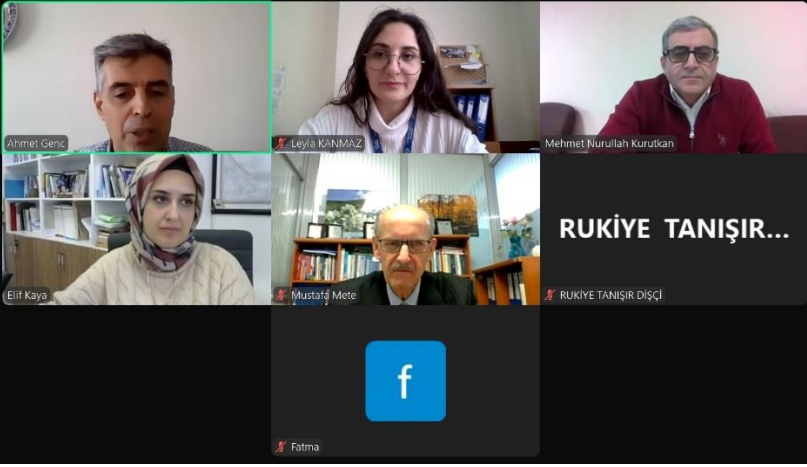 Ahmet Genc
Leyla KANMAZ
Mehmet Nurullah Kurutkan
Elif Kaya
Mustafa Mete
RUKİYE TANIŞIR...
RUKİYE TANIŞIR DİŞÇİ
f
Fatma